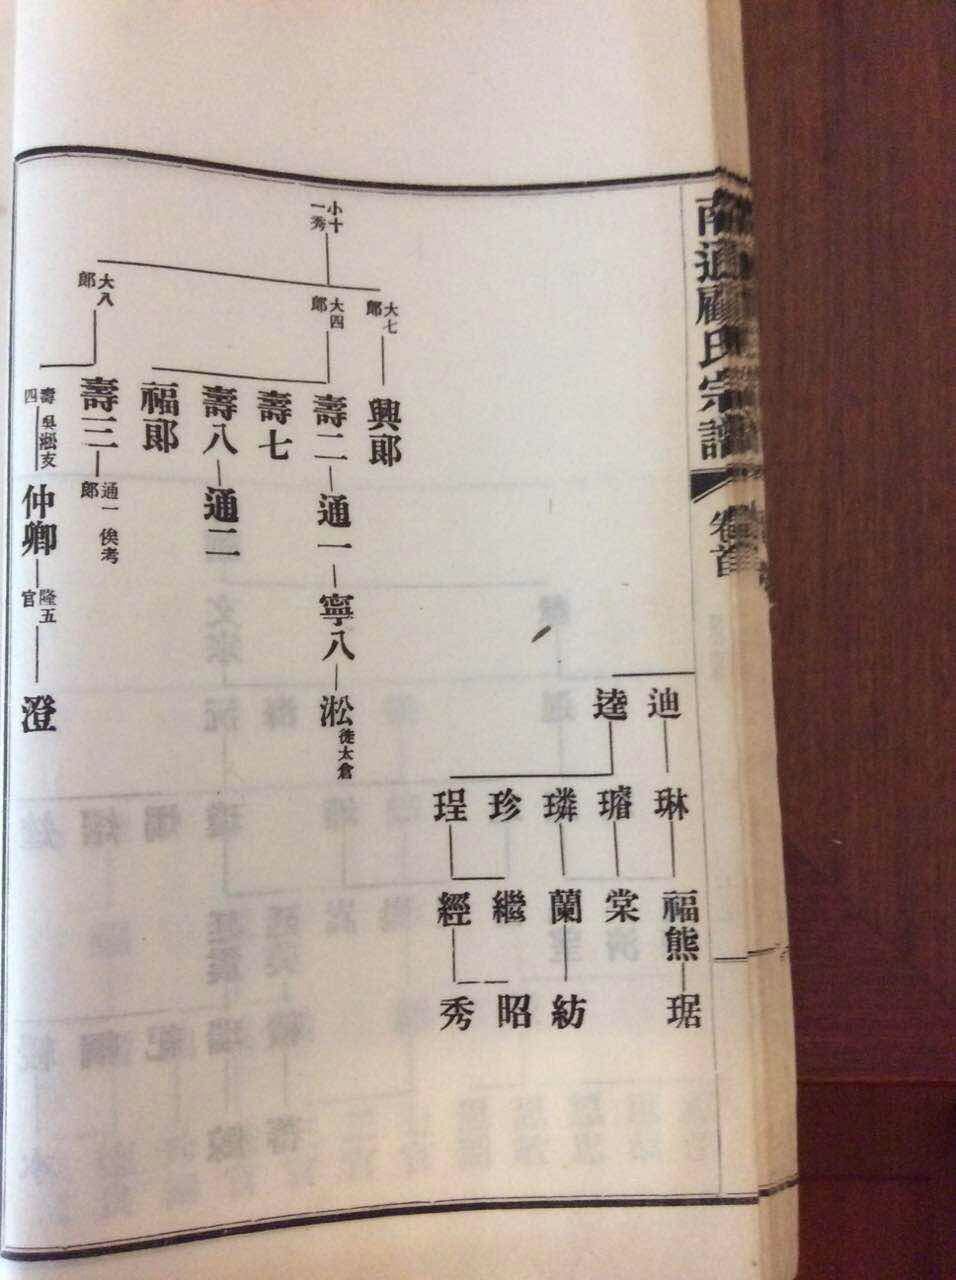 南通顧氏宗譜
卷首
迪
逵
琳
璿
璘
珍
珵
福熊
棠
蘭
繼
經
琚
紡
昭
秀
小十一秀
大七郎
大四郎
大八郎
興郎
壽二
壽七
壽八
福郎
壽三
壽四
吳淞支
通一
通二
通一郎
俟考
仲卿
寧八
隆五官
淞
徙太倉
澄